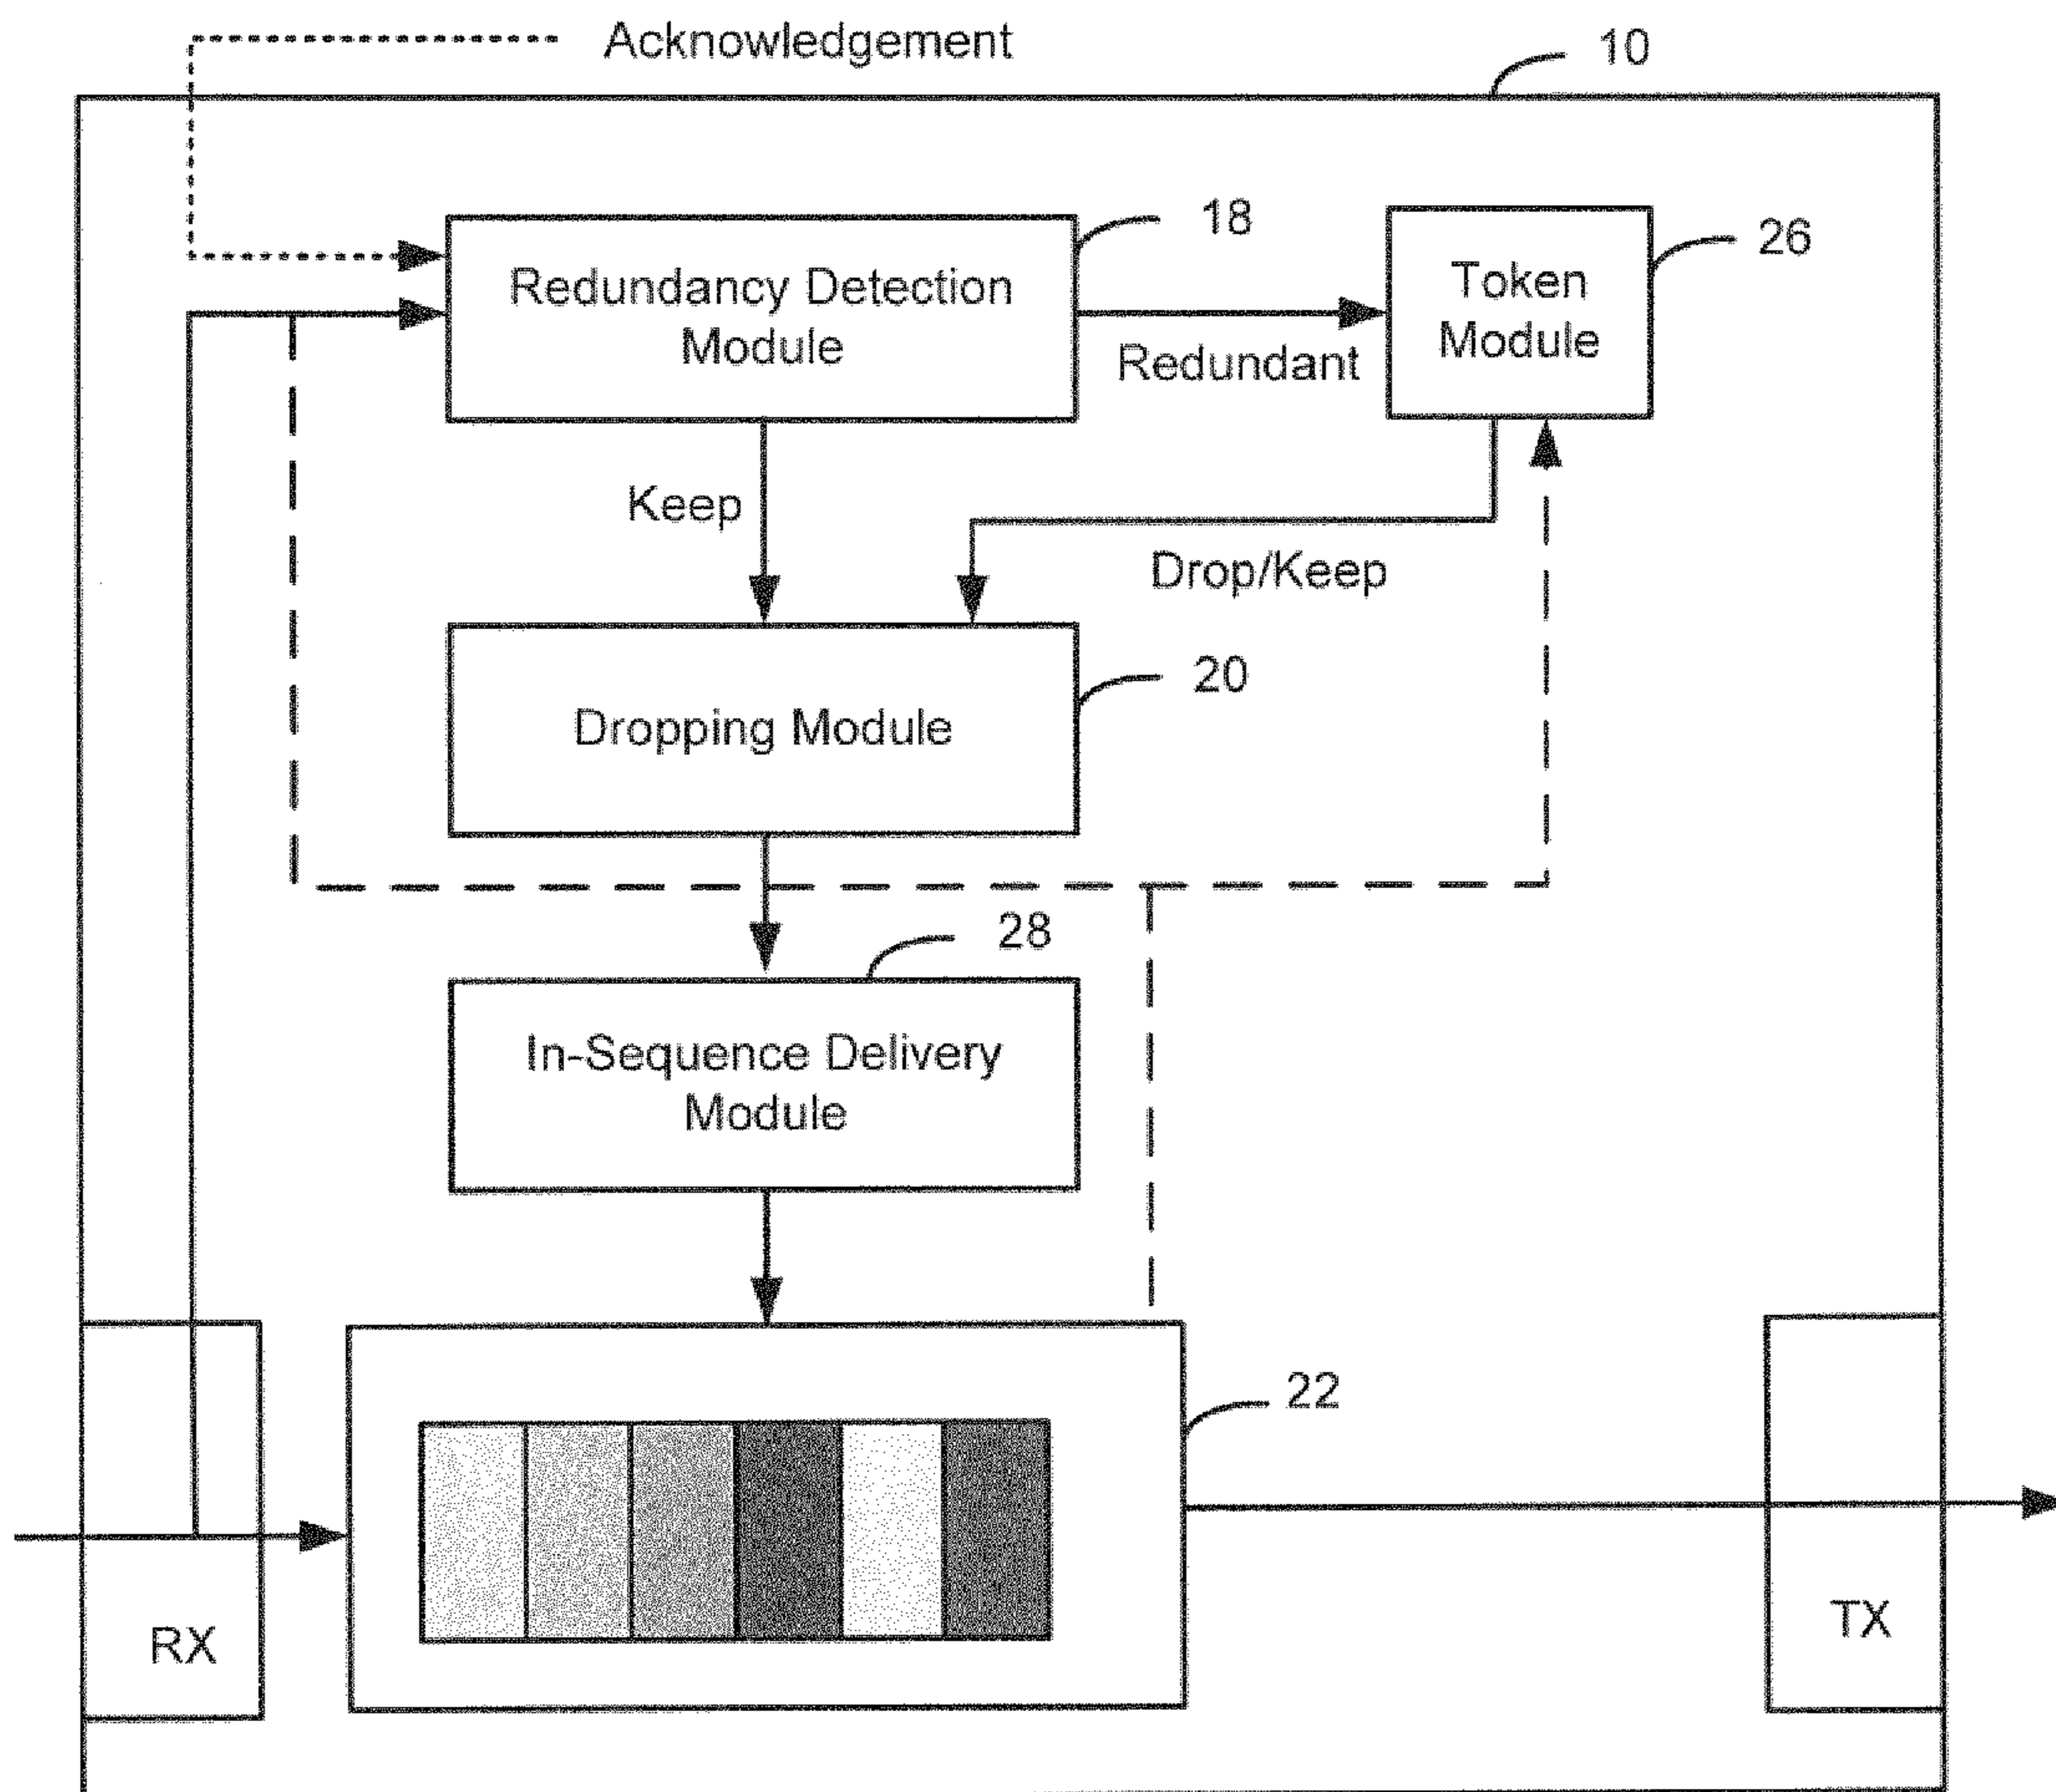 Acknowledgement
10
18
26
Redundancy Detection
Module
Token
Module
Redundant
Keep
Drop/Keep
20
Dropping Module
28
In-Sequence Delivery
Module
22
RX
TX